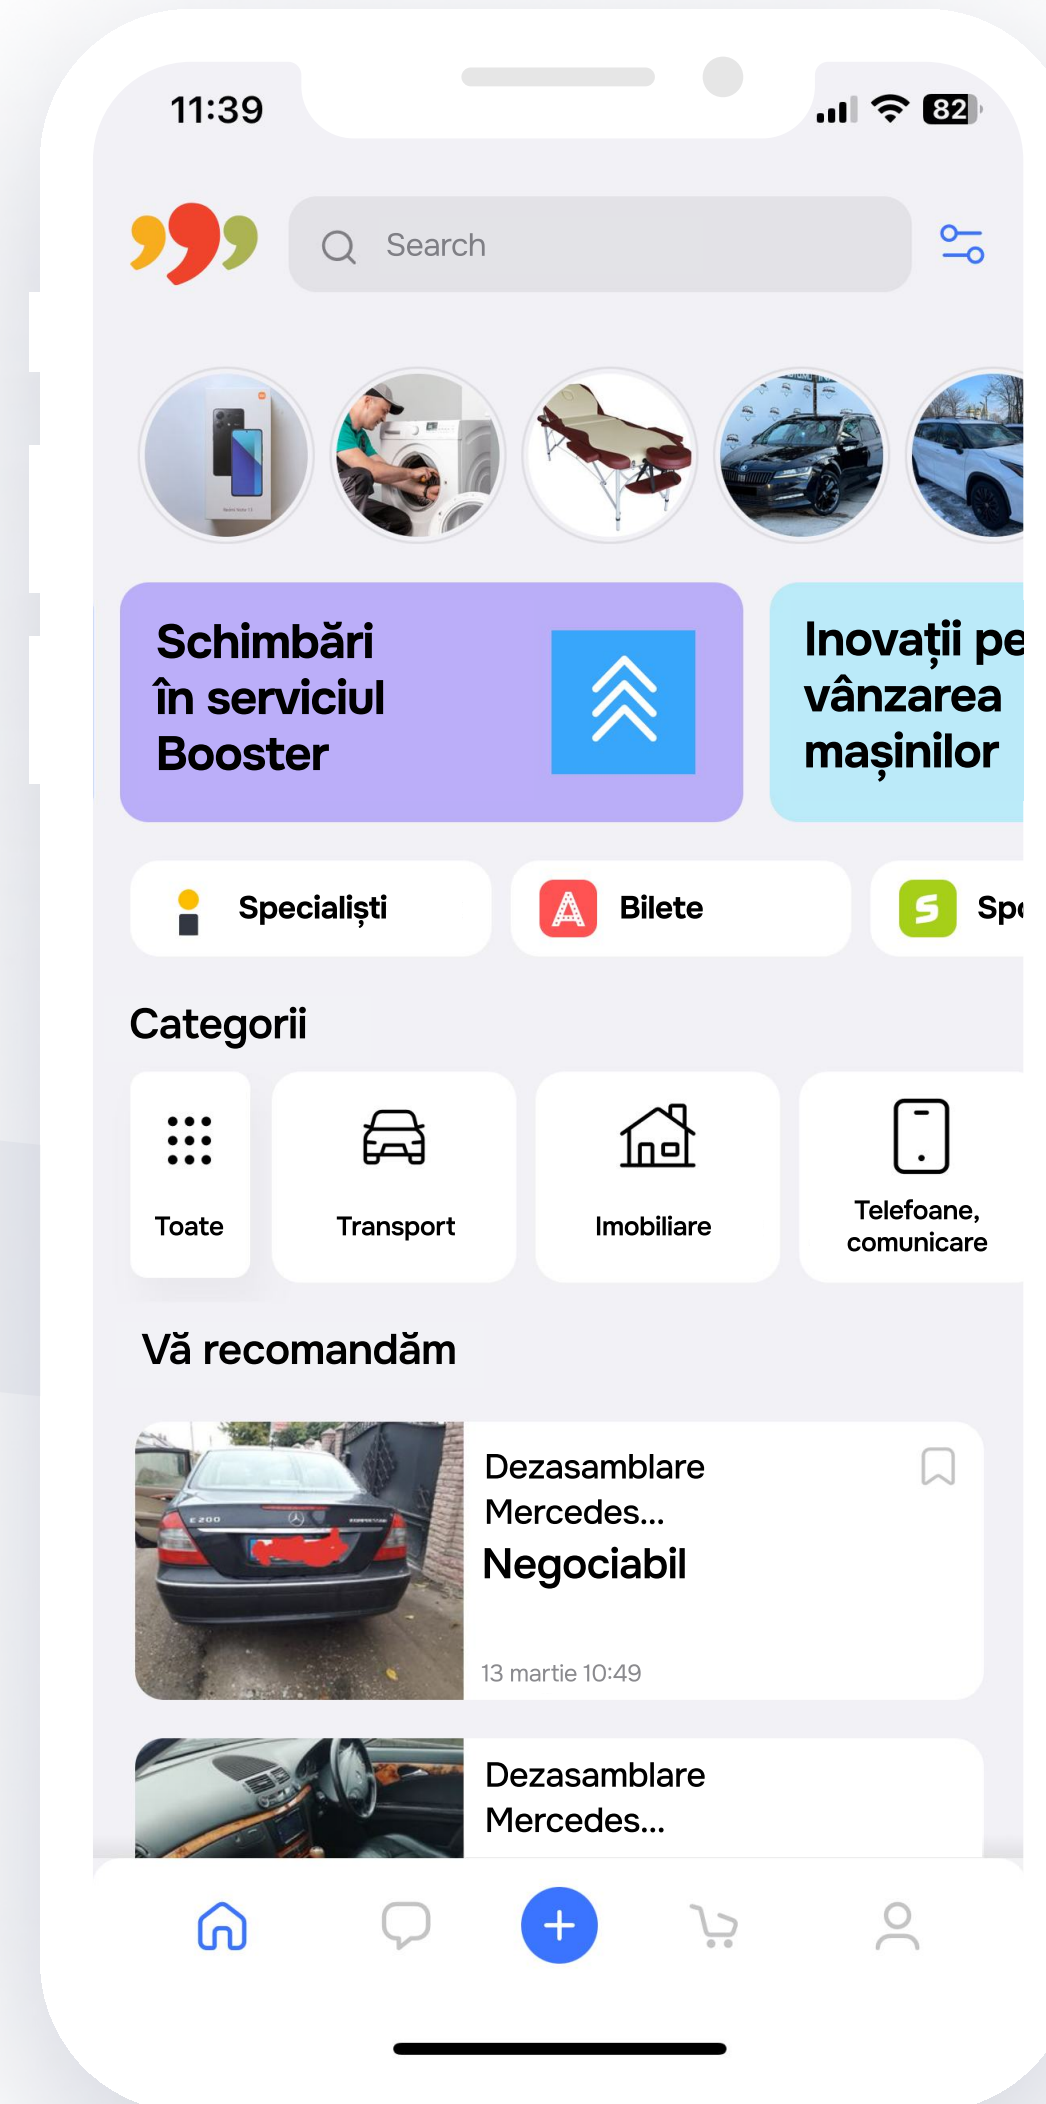 11:39
82
Search
Schimbări
în serviciul
Booster
Inovații pe
vânzarea
mașinilor
Specialiști
Bilete
Categorii
Toate
Transport
Imobiliare
Telefoane,
comunicare
Vă recomandăm
E 200
Dezasamblare
Mercedes...
Negociabil
13 martie 10:49
Dezasamblare
Mercedes...